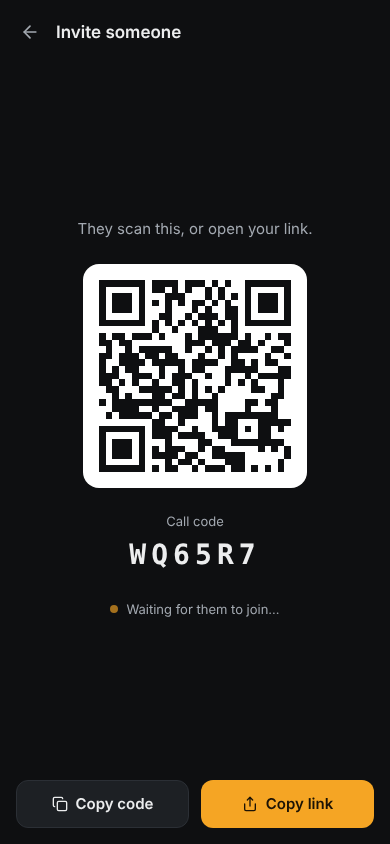 Invite someone
They scan this, or open your link.
Call code
WQ65R7
Waiting for them to join...
Copy code
Copy link